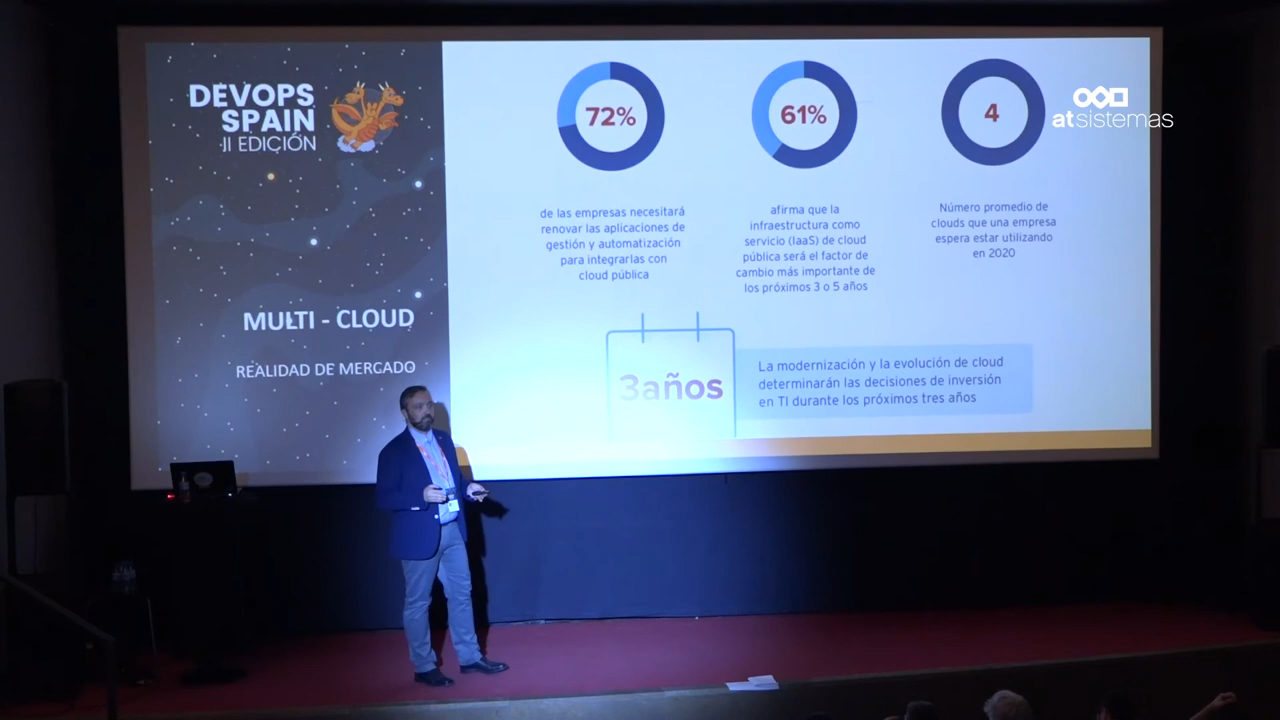 DEVOPS
SPAIN
II EDICIÓN
MULTI - CLOUD
REALIDAD DE MERCADO
72%
de las empresas necesitará
renovar las aplicaciones de
gestión y automatización
para integrarlas con
cloud pública
61%
afirma que la
infraestructura como
servicio (IaaS) de cloud
pública será el factor de
cambio más importante de
los próximos 3 o 5 años
4
Número promedio de
clouds que una empresa
espera estar utilizando
en 2020
3años
La modernización y la evolución de cloud
determinarán las decisiones de inversión
en TI durante los próximos tres años
atsistemas